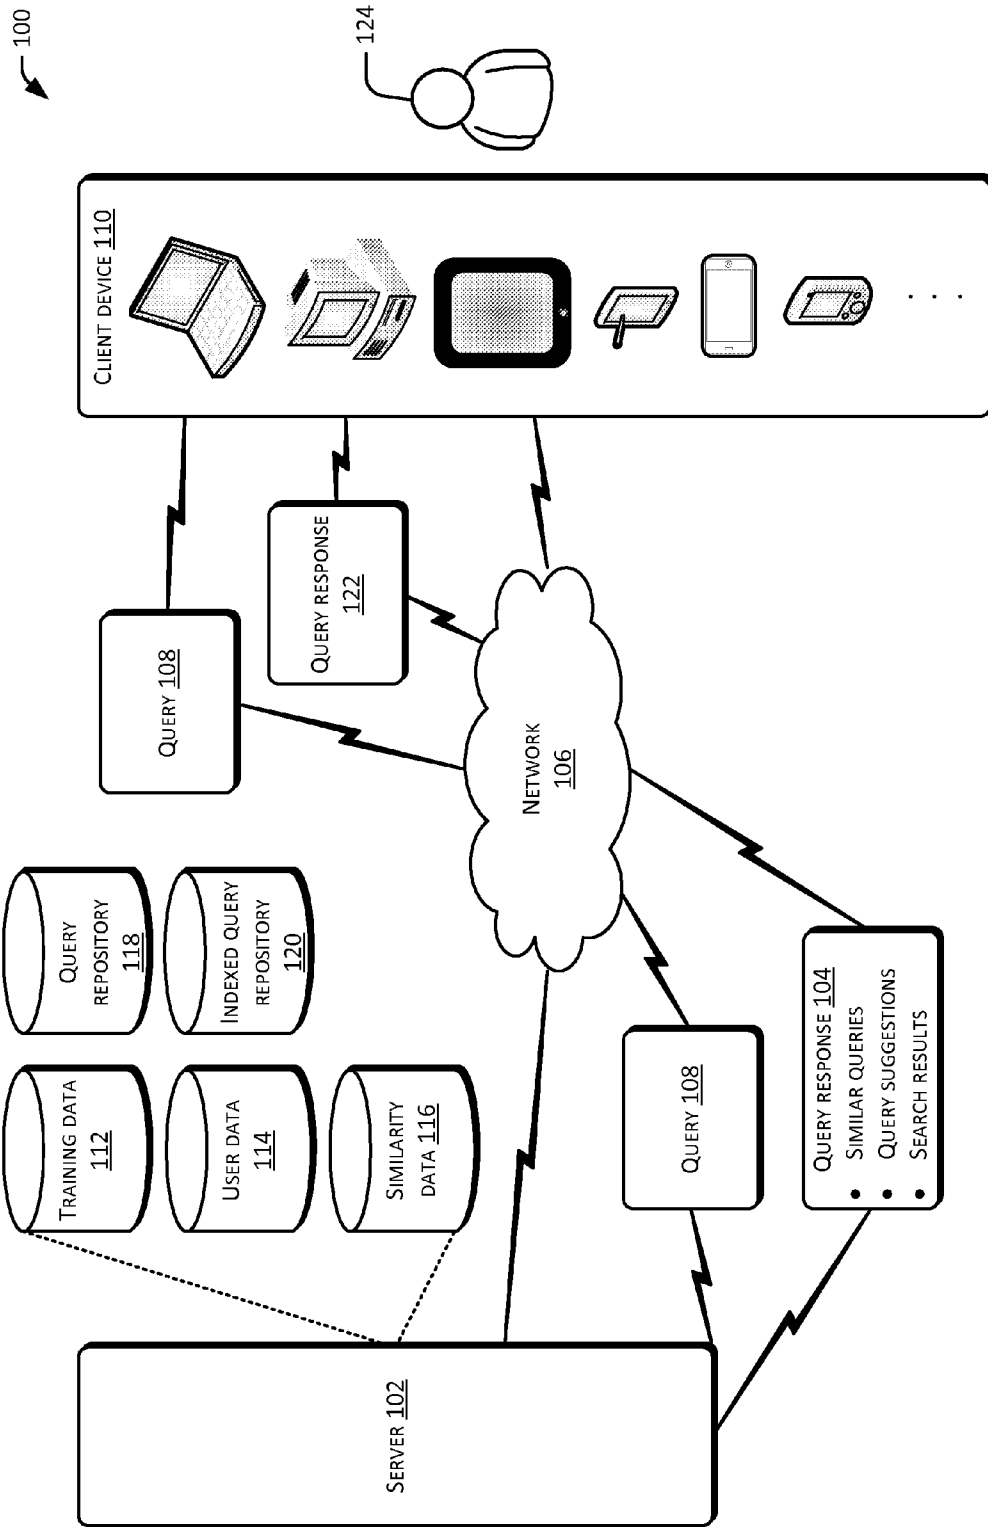 100
SERVER 102
TRAINING DATA
112
USER DATA
114
SIMILARITY
DATA 116
QUERY
REPOSITORY
118
INDEXED QUERY
REPOSITORY
120
QUERY 108
QUERY RESPONSE
122
NETWORK
106
QUERY 108
QUERY RESPONSE 104
• SIMILAR QUERIES
• QUERY SUGGESTIONS
• SEARCH RESULTS
CLIENT DEVICE 110
. . .
124